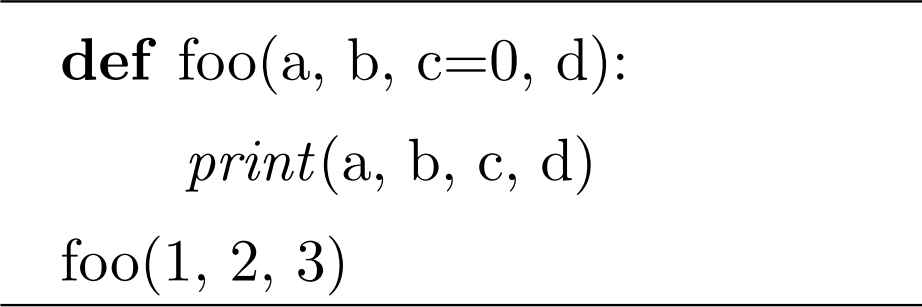 def foo(a, b, c=0, d):
print(a, b, c, d)
foo(1, 2, 3)